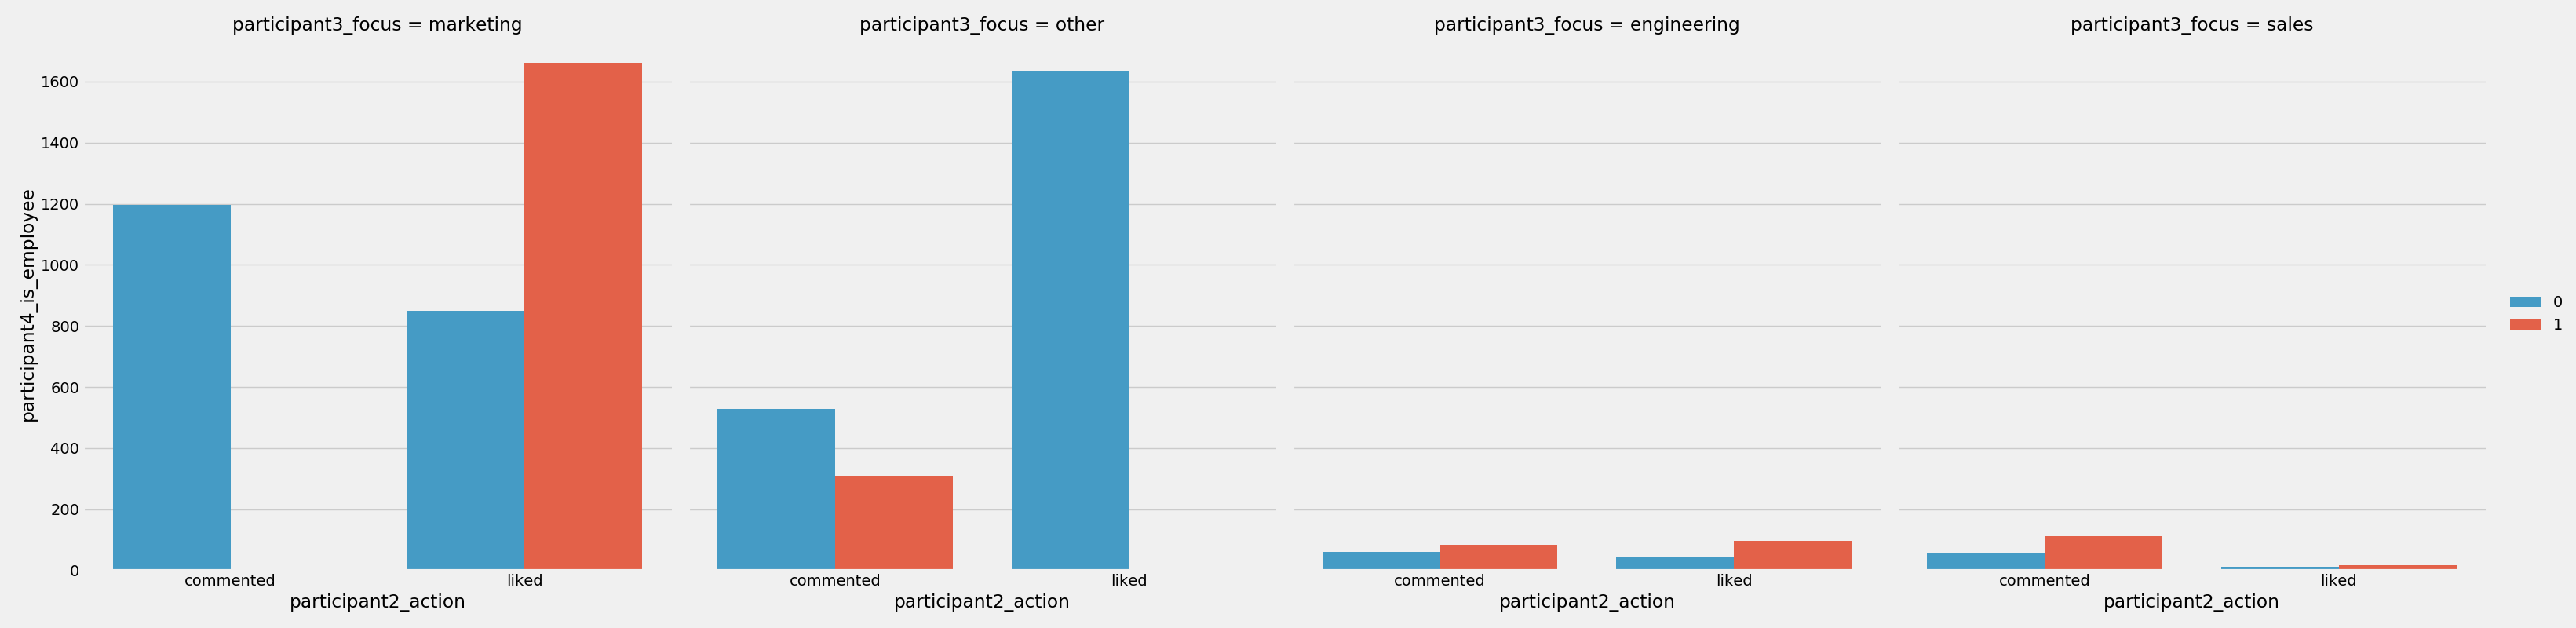 participant3_focus = marketing
participant3_focus = other
participant3_focus = engineering
participant3_focus = sales
participant4_is_employee
1600
1400
1200
1000
800
600
400
200
0
commented liked
commented liked
commented liked
commented liked
participant2_action
participant2_action
participant2_action
participant2_action
0
1